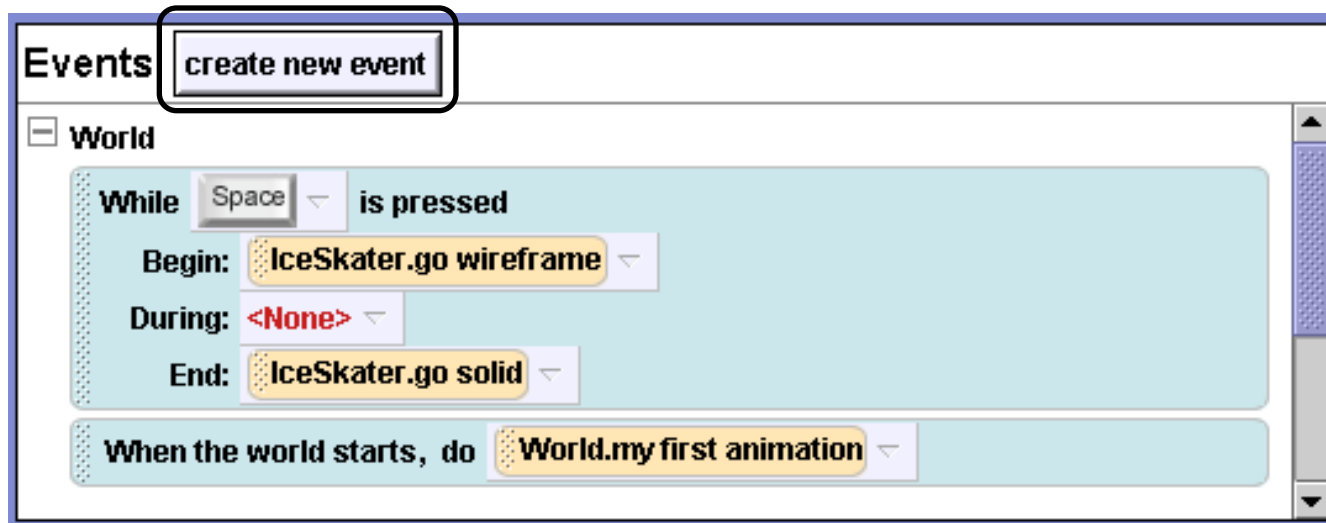 Events create new event
World
While Space is pressed
Begin: IceSkater.go wireframe
During: <None>
End: IceSkater.go solid
When the world starts, do World.my first animation